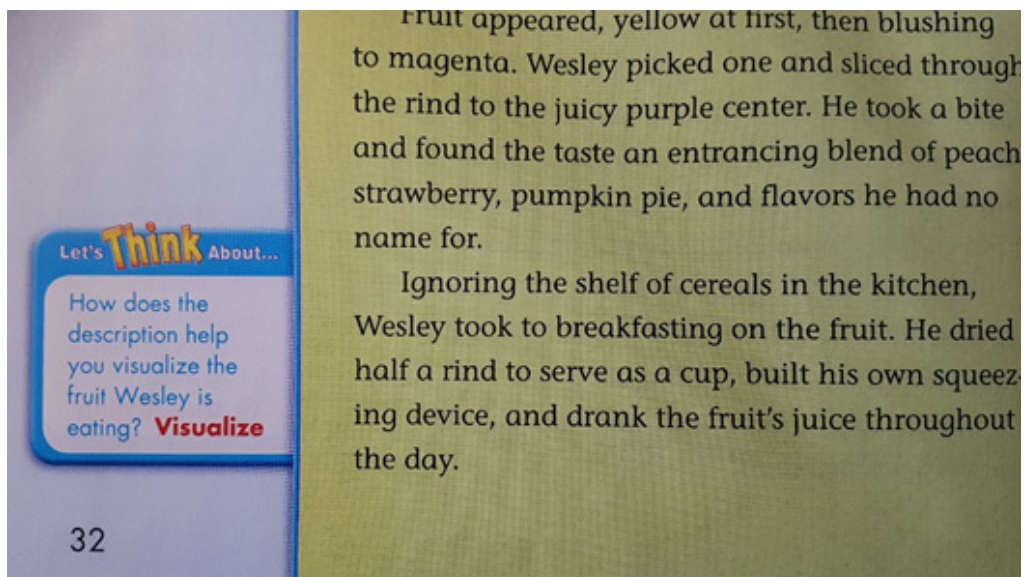 Fruit appeared, yellow at first, then blushing
to magenta. Wesley picked one and sliced through
the rind to the juicy purple center. He took a bite
and found the taste an entrancing blend of peach
strawberry, pumpkin pie, and flavors he had no
name for.
Ignoring the shelf of cereals in the kitchen,
Wesley took to breakfasting on the fruit. He dried
half a rind to serve as a cup, built his own squeez-
ing device, and drank the fruit's juice throughout
the day.
Let's Think About...
How does the
description help
you visualize the
fruit Wesley is
eating? Visualize
32